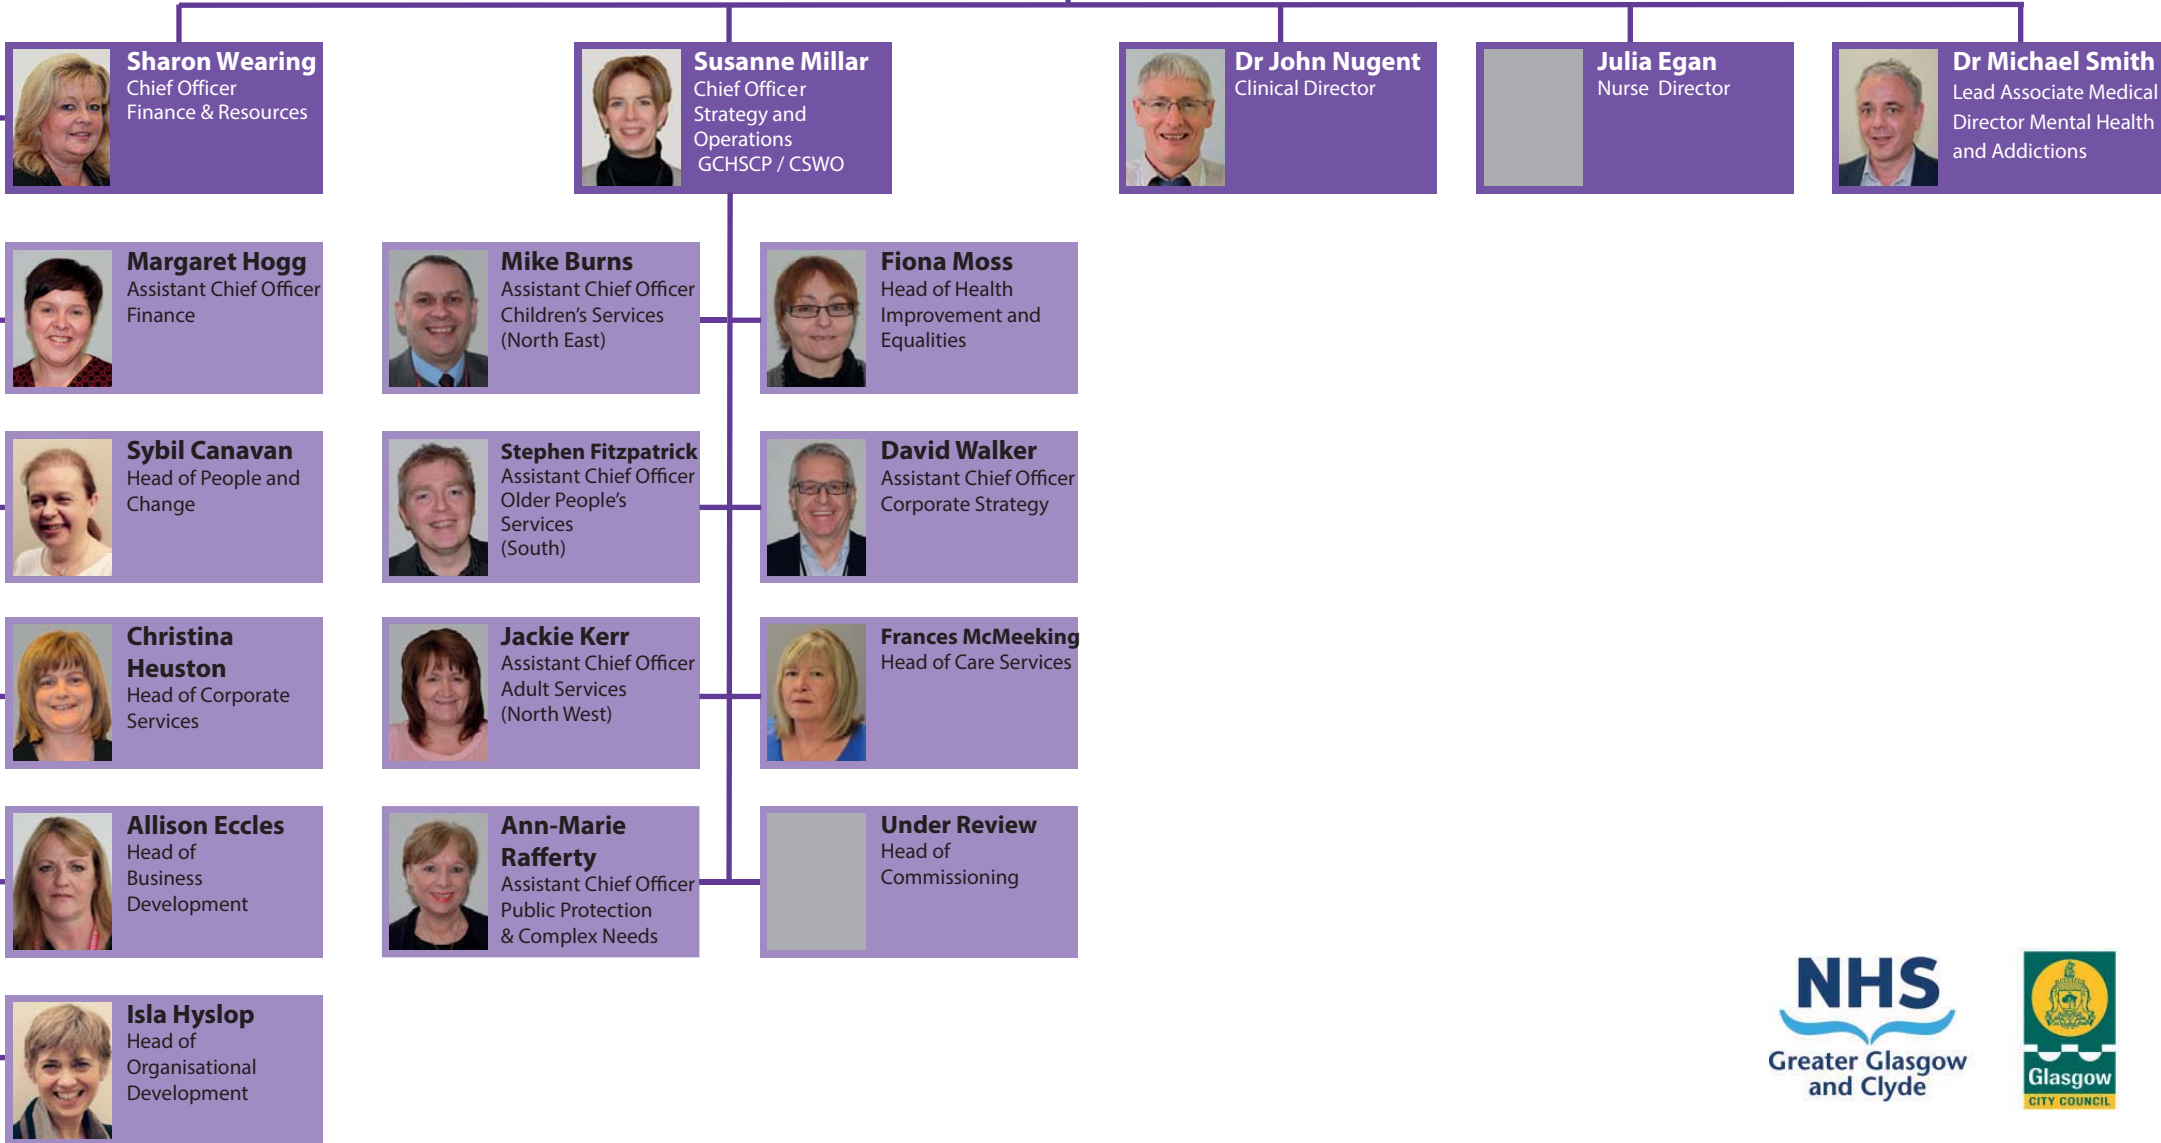 Sharon Wearing
Chief Officer
Finance & Resources
Susanne Millar
Chief Officer
Strategy and
Operations
GCHSCP / CSWO
Dr John Nugent
Clinical Director
Julia Egan
Nurse Director
Dr Michael Smith
Lead Associate Medical
Director Mental Health
and Addictions
Margaret Hogg
Assistant Chief Officer
Finance
Mike Burns
Assistant Chief Officer
Children's Services
(North East)
Fiona Moss
Head of Health
Improvement and
Equalities
Sybil Canavan
Head of People and
Change
Stephen Fitzpatrick
Assistant Chief Officer
Older People's
Services
(South)
David Walker
Assistant Chief Officer
Corporate Strategy
Christina
Heuston
Head of Corporate
Services
Jackie Kerr
Assistant Chief Officer
Adult Services
(North West)
Frances McMeeking
Head of Care Services
Allison Eccles
Head of
Business
Development
Ann-Marie
Rafferty
Assistant Chief Officer
Public Protection
& Complex Needs
Under Review
Head of
Commissioning
Isla Hyslop
Head of
Organisational
Development
NHS
Greater Glasgow
and Clyde
Glasgow
CITY COUNCIL